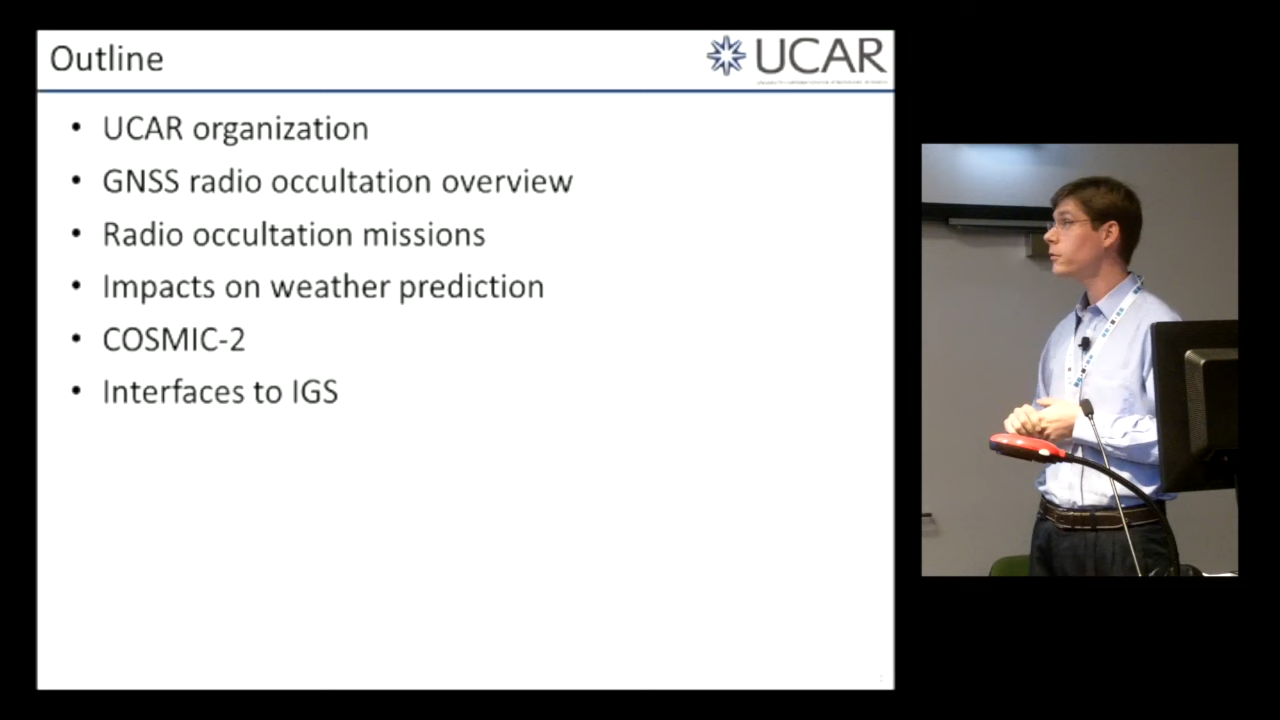 Outline
UCAR
• UCAR organization
• GNSS radio occultation overview
• Radio occultation missions
• Impacts on weather prediction
• COSMIC-2
• Interfaces to IGS